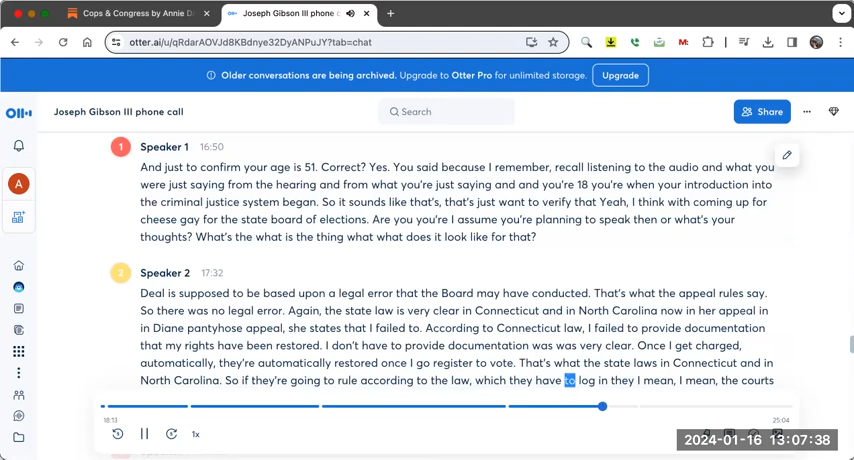 Cops & Congress by Annie Da
Joseph Gibson III phone c
otter.ai/u/qRdarAOVJd8KBdnye32DyANPuJY?tab=chat
Older conversations are being archived. Upgrade to Otter Pro for unlimited storage.
Upgrade
Joseph Gibson III phone call
Search
Share
A
1
Speaker 1 16:50
And just to confirm your age is 51. Correct? Yes. You said because I remember, recall listening to the audio and what you
were just saying from the hearing and from what you're just saying and and you're 18 you're when your introduction into
the criminal justice system began. So it sounds like that's, that's just want to verify that Yeah, I think with coming up for
cheese gay for the state board of elections. Are you you're I assume you're planning to speak then or what's your
thoughts? What's the what is the thing what what does it look like for that?
2
Speaker 2 17:32
Deal is supposed to be based upon a legal error that the Board may have conducted. That's what the appeal rules say.
So there was no legal error. Again, the state law is very clear in Connecticut and in North Carolina now in her appeal in
in Diane pantyhose appeal, she states that I failed to. According to Connecticut law, I failed to provide documentation
that my rights have been restored. I don't have to provide documentation was was very clear. Once I get charged,
automatically, they're automatically restored once I go register to vote. That's what the state laws in Connecticut and in
North Carolina. So if they're going to rule according to the law, which they have to log in they I mean, I mean, the courts
18:13
25:04
5
5
1x
2024-01-16 13:07:38